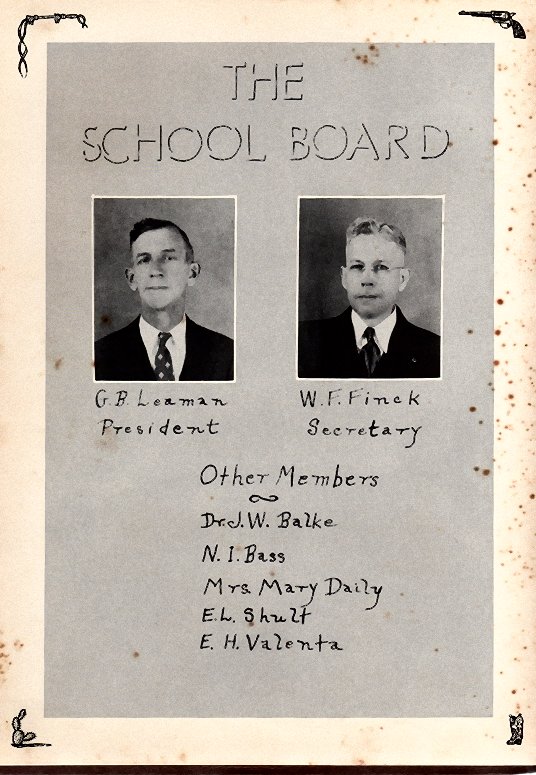 THE
SCHOOL BOARD
G.B. Leaman
President
W.F. Finck
Secretary
Other Members
Dr. J.W. Balke
N.I. Bass
Mrs. Mary Daily
E.L. Shult
E.H. Valenta